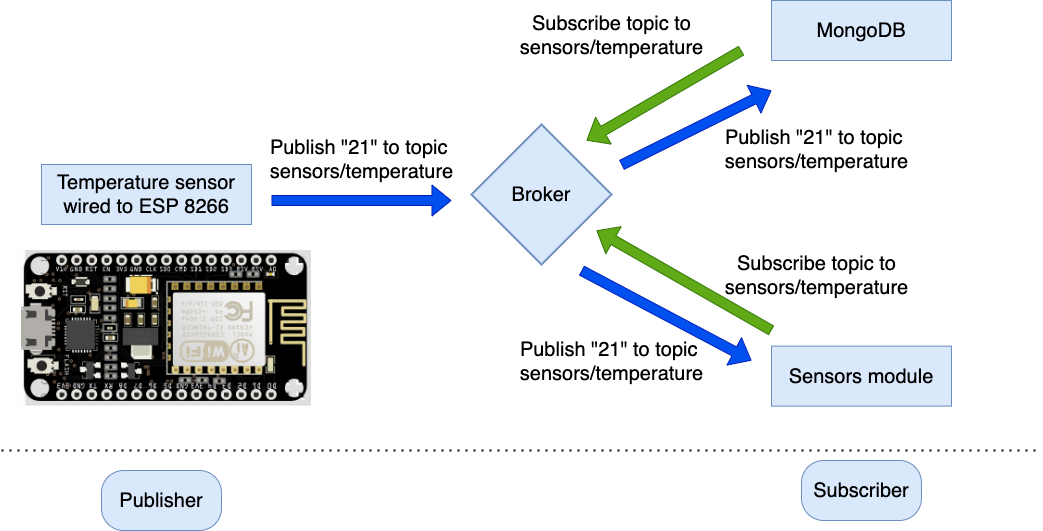 Subscribe topic to
sensors/temperature
MongoDB
Publish "21" to topic
sensors/temperature
Publish "21" to topic
sensors/temperature
Temperature sensor
wired to ESP 8266
Broker
Subscribe topic to
sensors/temperature
Publish "21" to topic
sensors/temperature
Sensors module
WiFi
FLASH
Publisher
Subscriber